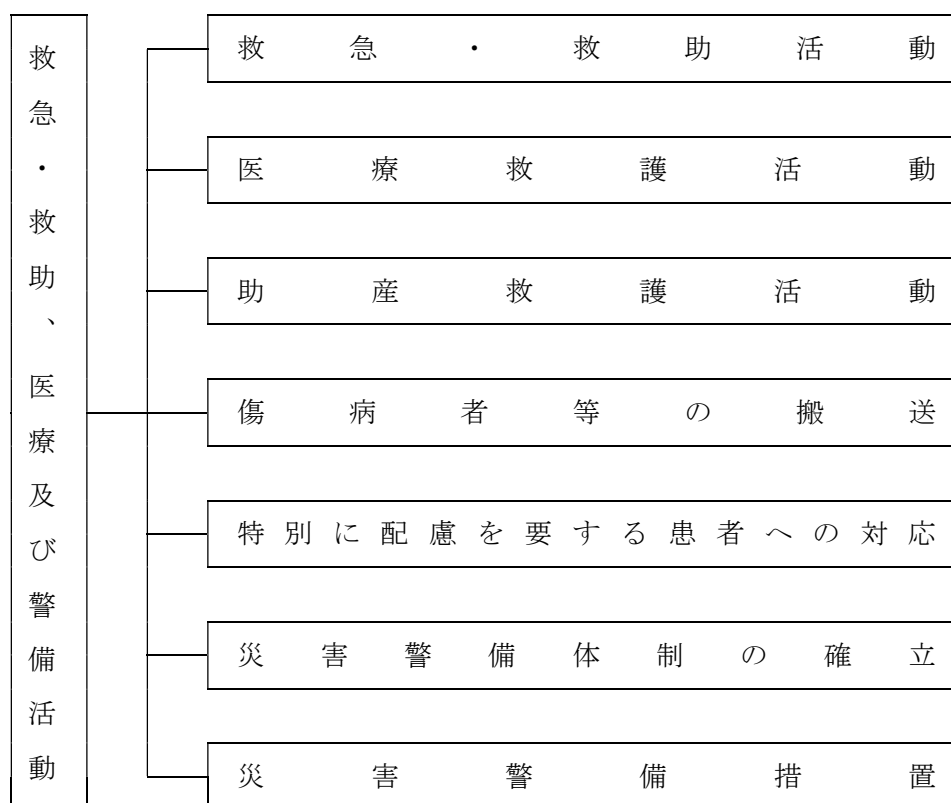 救急・救助、医療及び警備活動
救急・救助活動
医療救護活動
助産救護活動
傷病者等の搬送
特別に配慮を要する患者への対応
災害警備体制の確立
災害警備措置